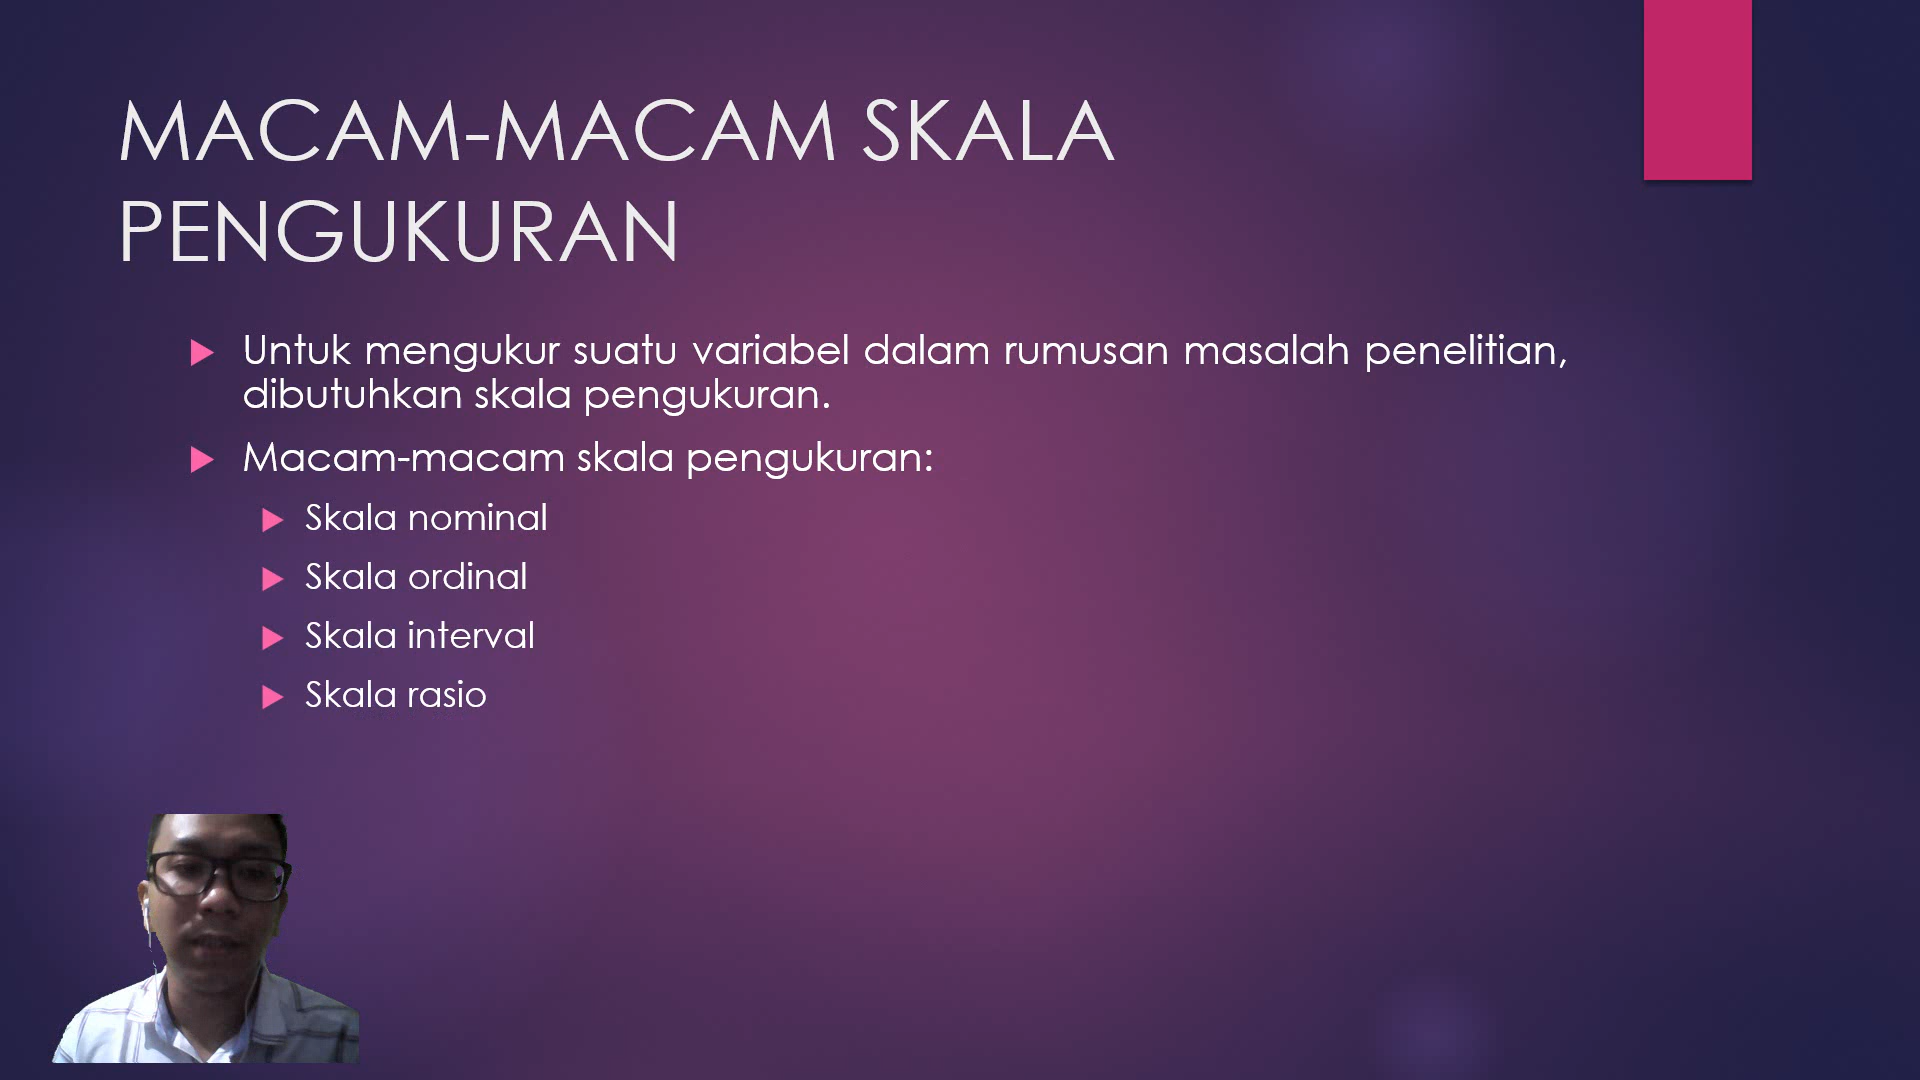 MACAM-MACAM SKALA
PENGUKURAN
Untuk mengukur suatu variabel dalam rumusan masalah penelitian,
dibutuhkan skala pengukuran.
Macam-macam skala pengukuran:
Skala nominal
Skala ordinal
Skala interval
Skala rasio